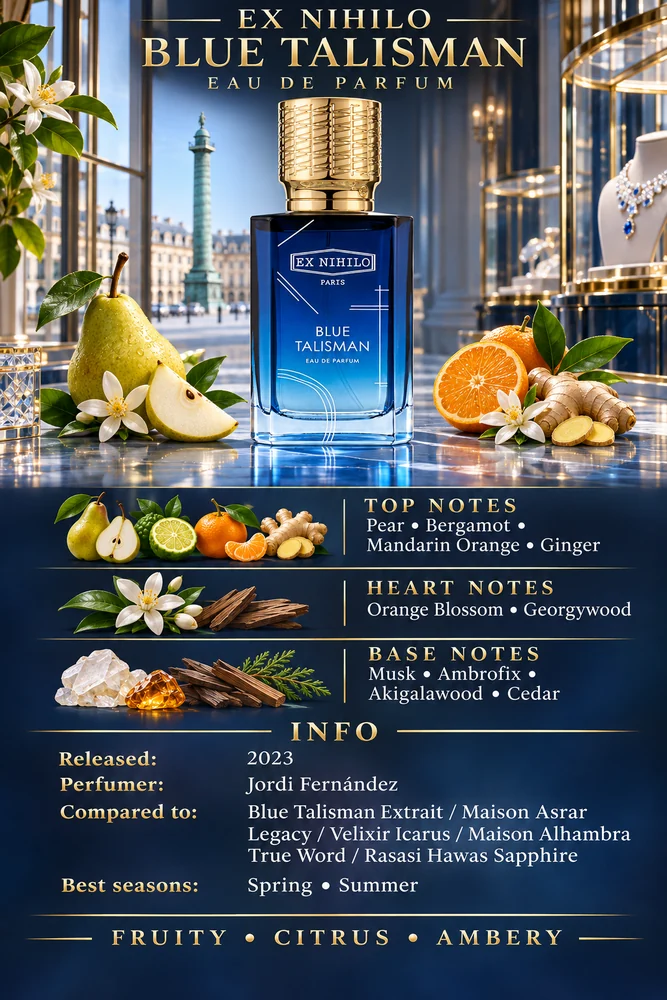 EX NIHILO
BLUE TALISMAN
EAU DE PARFUM
EX NIHILO
PARIS
BLUE
TALISMAN
EAU DE PARFUM
TOP NOTES
Pear • Bergamot •
Mandarin Orange • Ginger
HEART NOTES
Orange Blossom • Georgywood
BASE NOTES
Musk • Ambrofix •
Akigalawood • Cedar
INFO
Released: 2023
Perfumer: Jordi Fernández
Compared to: Blue Talisman Extrait / Maison Asrar
Legacy / Velixir Icarus / Maison Alhambra
True Word / Rasasi Hawas Sapphire
Best seasons: Spring • Summer
FRUITY • CITRUS • AMBERY